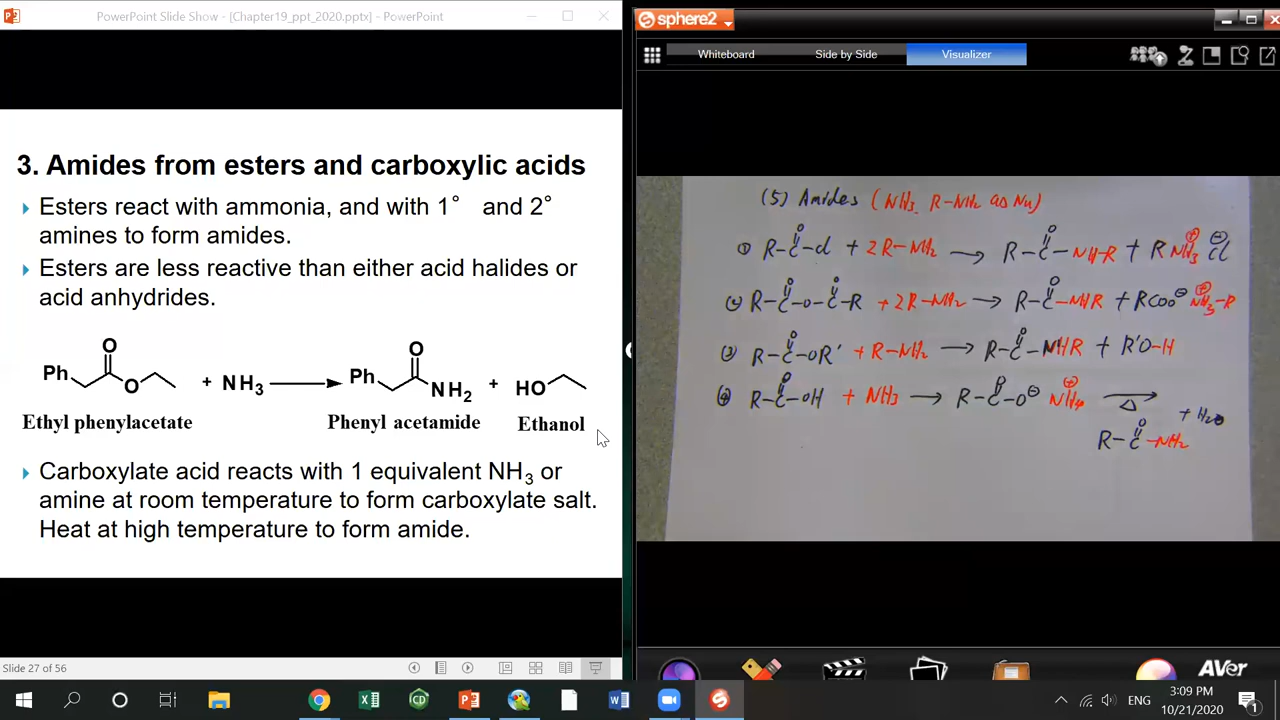 PowerPoint Slide Show - [Chapter19_ppt_2020.pptx] - PowerPoint
3. Amides from esters and carboxylic acids
Esters react with ammonia, and with 1° and 2°
amines to form amides.
Esters are less reactive than either acid halides or
acid anhydrides.
O
Ph O + NH3 → O Ph NH2 + HO
Ethyl phenylacetate Phenyl acetamide Ethanol
Carboxylate acid reacts with 1 equivalent NH3 or
amine at room temperature to form carboxylate salt.
Heat at high temperature to form amide.
Slide 27 of 56
sphere2
Whiteboard Side by Side Visualizer
(5) Amides (NH3, R-NH2 as Nu)
① R-C(=O)-Cl + 2R-NH2 → R-C(=O)-NH-R + RNH3⊕ Cl⊖
② R-C(=O)-O-C(=O)-R + 2R-NH2 → R-C(=O)-NHR + RCOO⊖ NH3⊕-R
③ R-C(=O)-OR' + R-NH2 → R-C(=O)-NHR + R'O-H
④ R-C(=O)-OH + NH3 → R-C(=O)-O⊖ NH4⊕ →
Δ + H2O
R-C(=O)-NH2
AVer
ENG
3:09 PM
10/21/2020
1